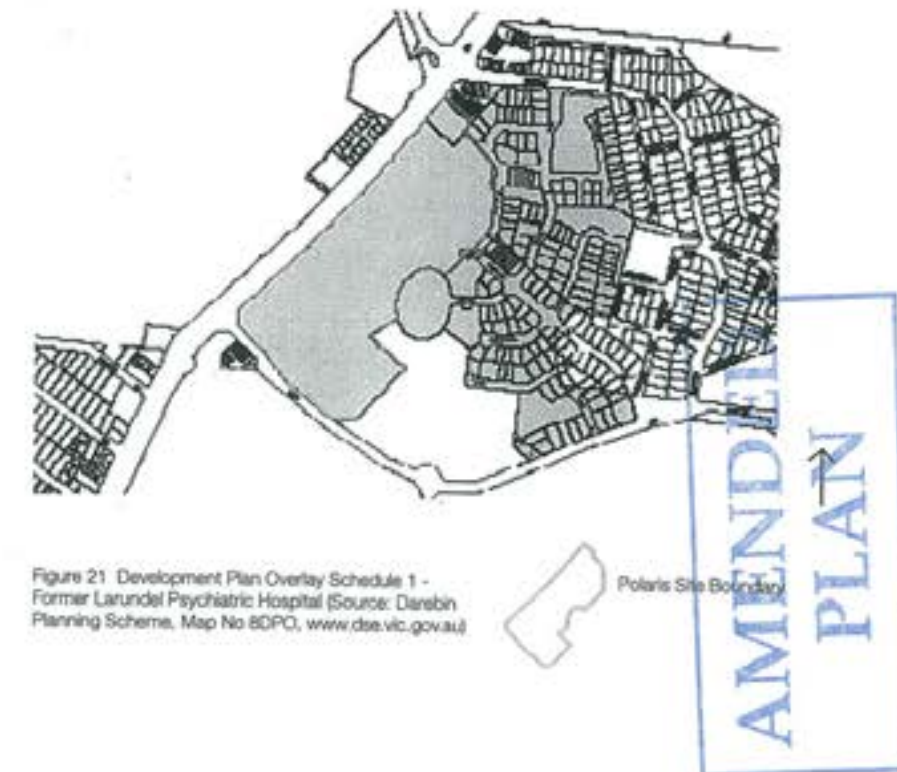 Figure 21 Development Plan Overlay Schedule 1 -
Former Larundel Psychiatric Hospital (Source: Darebin
Planning Scheme, Map No 8DPO, www.dse.vic.gov.au)
Polaris Site Boundary
AMENDED
PLAN